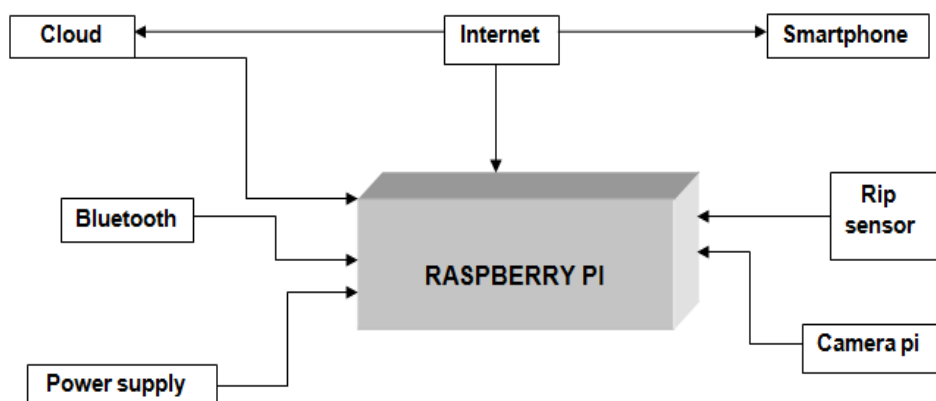 Cloud
Internet
Smartphone
Bluetooth
Rip
sensor
RASPBERRY PI
Camera pi
Power supply